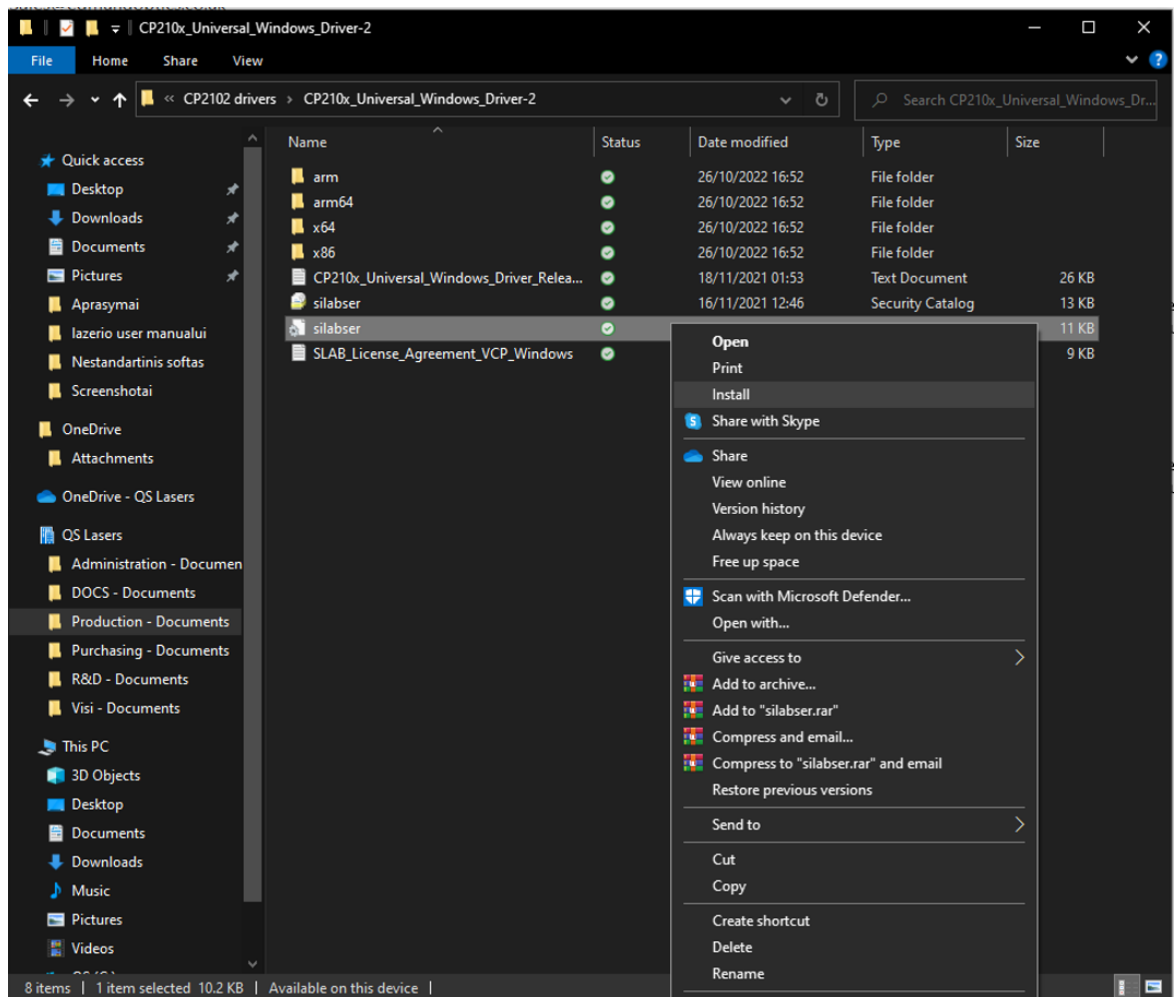 CP210x_Universal_Windows_Driver-2
File Home Share View
« CP2102 drivers > CP210x_Universal_Windows_Driver-2
Search CP210x_Universal_Windows_Dr...
Name Status Date modified Type Size
Quick access
Desktop
Downloads
Documents
Pictures
Aprasymai
lazerio user manualui
Nestandartinis softas
Screenshotai
OneDrive
Attachments
OneDrive - QS Lasers
QS Lasers
Administration - Documen
DOCS - Documents
Production - Documents
Purchasing - Documents
R&D - Documents
Visi - Documents
This PC
3D Objects
Desktop
Documents
Downloads
Music
Pictures
Videos
arm 26/10/2022 16:52 File folder
arm64 26/10/2022 16:52 File folder
x64 26/10/2022 16:52 File folder
x86 26/10/2022 16:52 File folder
CP210x_Universal_Windows_Driver_Relea... 18/11/2021 01:53 Text Document 26 KB
silabser 16/11/2021 12:46 Security Catalog 13 KB
silabser 11 KB
SLAB_License_Agreement_VCP_Windows 9 KB
Open
Print
Install
Share with Skype
Share
View online
Version history
Always keep on this device
Free up space
Scan with Microsoft Defender...
Open with...
Give access to
Add to archive...
Add to "silabser.rar"
Compress and email...
Compress to "silabser.rar" and email
Restore previous versions
Send to
Cut
Copy
Create shortcut
Delete
Rename
8 items 1 item selected 10.2 KB Available on this device